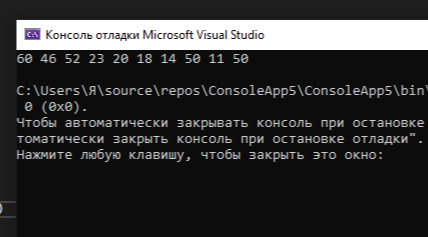 Консоль отладки Microsoft Visual Studio
60 46 52 23 20 18 14 50 11 50
C:\Users\Я\source\repos\ConsoleApp5\ConsoleApp5\bin\
0 (0x0).
Чтобы автоматически закрывать консоль при остановке
томатически закрыть консоль при остановке отладки".
Нажмите любую клавишу, чтобы закрыть это окно: